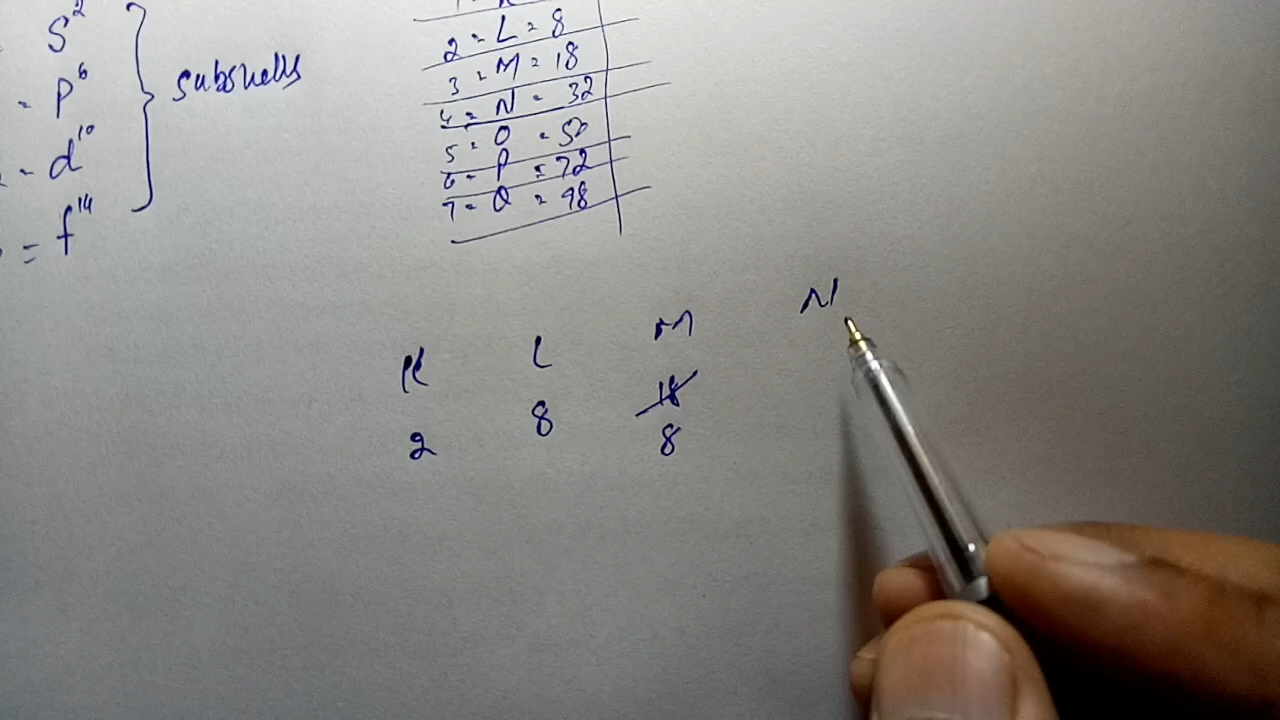 S²
= p⁶
= d¹⁰
= f¹⁴
subshells
2 = L = 8
3 = M = 18
4 = N = 32
5 = O = 50
6 = P = 72
7 = Q = 98
K L M N
2 8 18
8